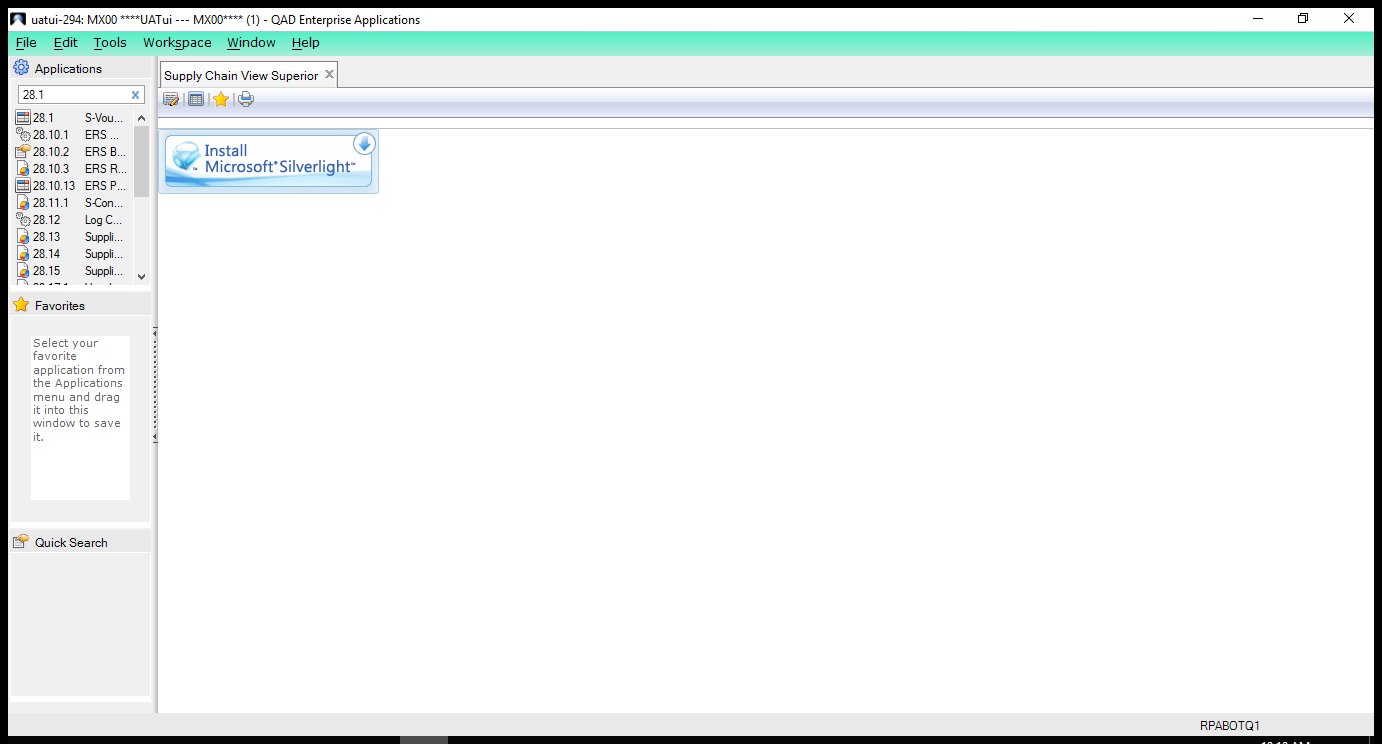 uatui-294: MX00 ****UATui --- MX00**** (1) - QAD Enterprise Applications
File Edit Tools Workspace Window Help
Applications
28.1
28.1 S-Vou...
28.10.1 ERS ...
28.10.2 ERS B...
28.10.3 ERS R...
28.10.13 ERS P...
28.11.1 S-Con...
28.12 Log C...
28.13 Suppli...
28.14 Suppli...
28.15 Suppli...
Favorites
Select your
favorite
application from
the Applications
menu and drag
it into this
window to save
it.
Quick Search
Supply Chain View Superior
Install
Microsoft® Silverlight™
RPABOTQ1